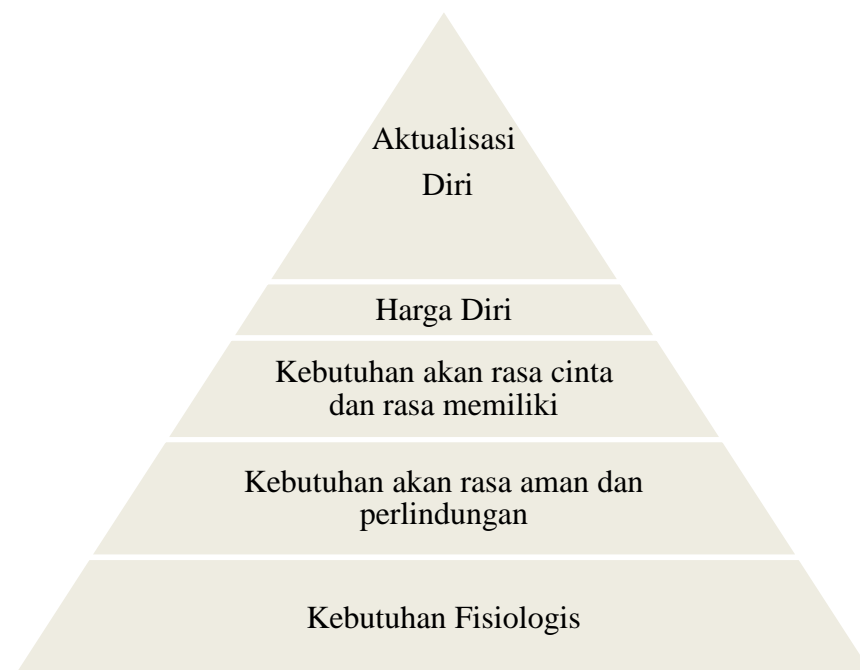 Aktualisasi
Diri
Harga Diri
Kebutuhan akan rasa cinta
dan rasa memiliki
Kebutuhan akan rasa aman dan
perlindungan
Kebutuhan Fisiologis